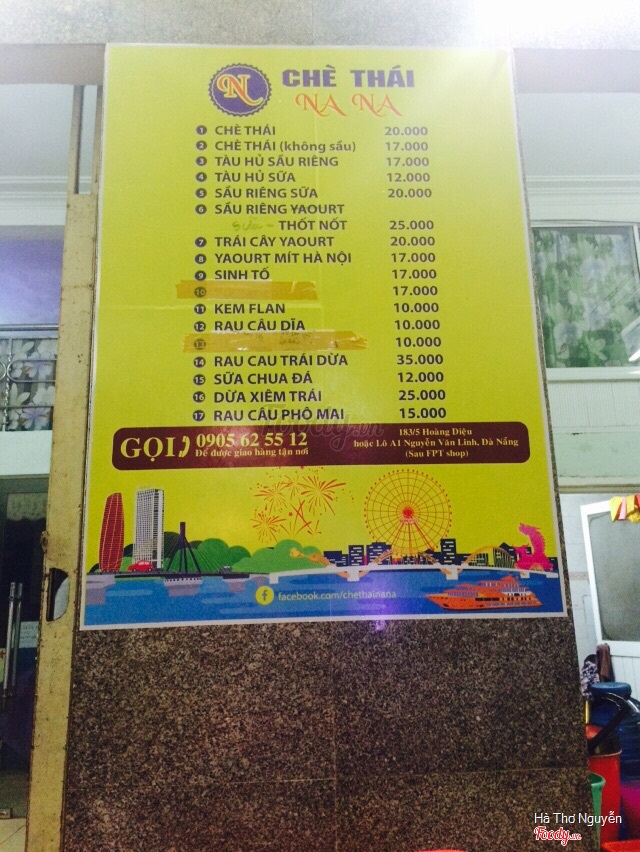 N
CHÈ THÁI
NA NA
1 CHÈ THÁI 20.000
2 CHÈ THÁI (không sầu) 17.000
3 TÀU HỦ SẦU RIÊNG 17.000
4 TÀU HỦ SỮA 12.000
5 SẦU RIÊNG SỮA 20.000
6 SẦU RIÊNG YAOURT
THỐT NỐT 25.000
7 TRÁI CÂY YAOURT 20.000
8 YAOURT MÍT HÀ NỘI 17.000
9 SINH TỐ 17.000
10 17.000
11 KEM FLAN 10.000
12 RAU CÂU DĨA 10.000
13 10.000
14 RAU CAU TRÁI DỪA 35.000
15 SỮA CHUA ĐÁ 12.000
16 DỪA XIÊM TRÁI 25.000
17 RAU CÂU PHÔ MAI 15.000
GỌI 0905 62 55 12
Để được giao hàng tận nơi
183/5 Hoàng Diệu
hoặc Lô A1 Nguyễn Văn Linh, Đà Nẵng
(Sau FPT shop)
f facebook.com/chethainana
Hà Thơ Nguyễn
Foody.vn